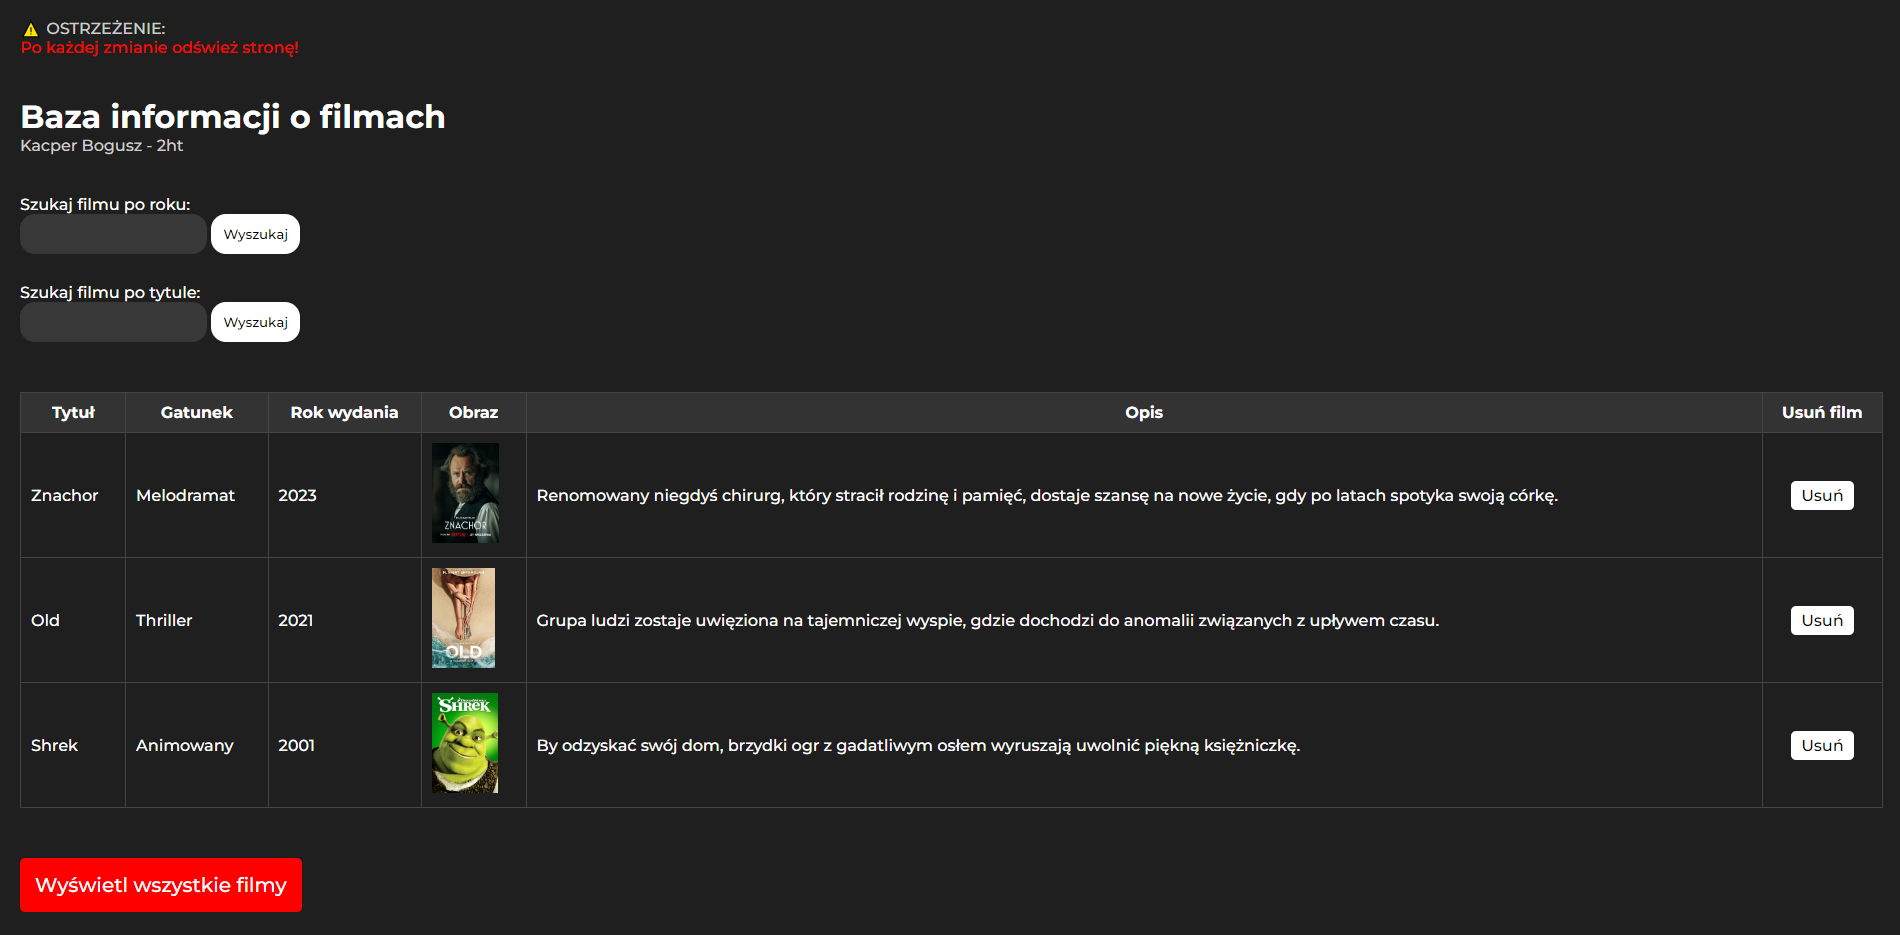 ⚠️ OSTRZEŻENIE:
Po każdej zmianie odśwież stronę!
Baza informacji o filmach
Kacper Bogusz - 2ht
Szukaj filmu po roku:
Wyszukaj
Szukaj filmu po tytule:
Wyszukaj
Tytuł Gatunek Rok wydania Obraz Opis Usuń film
Znachor Melodramat 2023 ZNACHOR Renomowany niegdyś chirurg, który stracił rodzinę i pamięć, dostaje szansę na nowe życie, gdy po latach spotyka swoją córkę. Usuń
Old Thriller 2021 OLD Grupa ludzi zostaje uwięziona na tajemniczej wyspie, gdzie dochodzi do anomalii związanych z upływem czasu. Usuń
Shrek Animowany 2001 SHREK By odzyskać swój dom, brzydki ogr z gadatliwym osłem wyruszają uwolnić piękną księżniczkę. Usuń
Wyświetl wszystkie filmy